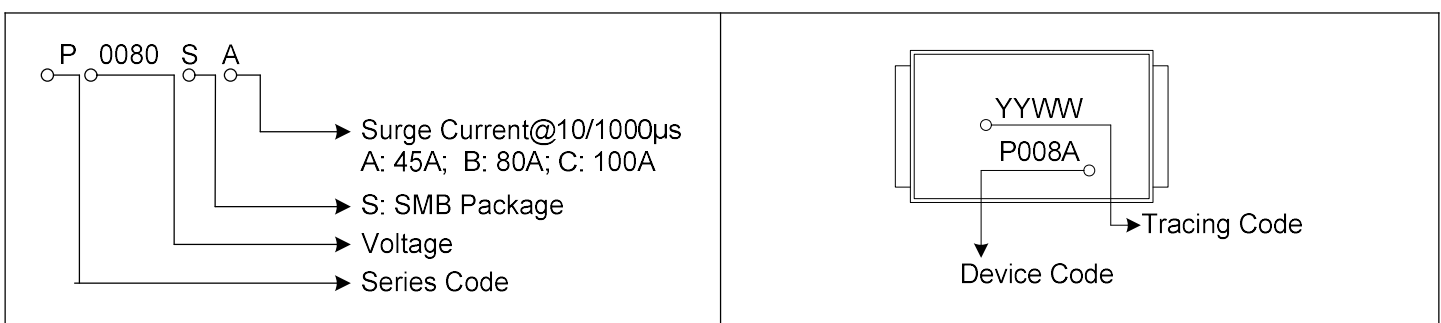 P 0080 S A
Surge Current@10/1000µs
A: 45A; B: 80A; C: 100A
S: SMB Package
Voltage
Series Code
YYWW
P008A
Tracing Code
Device Code